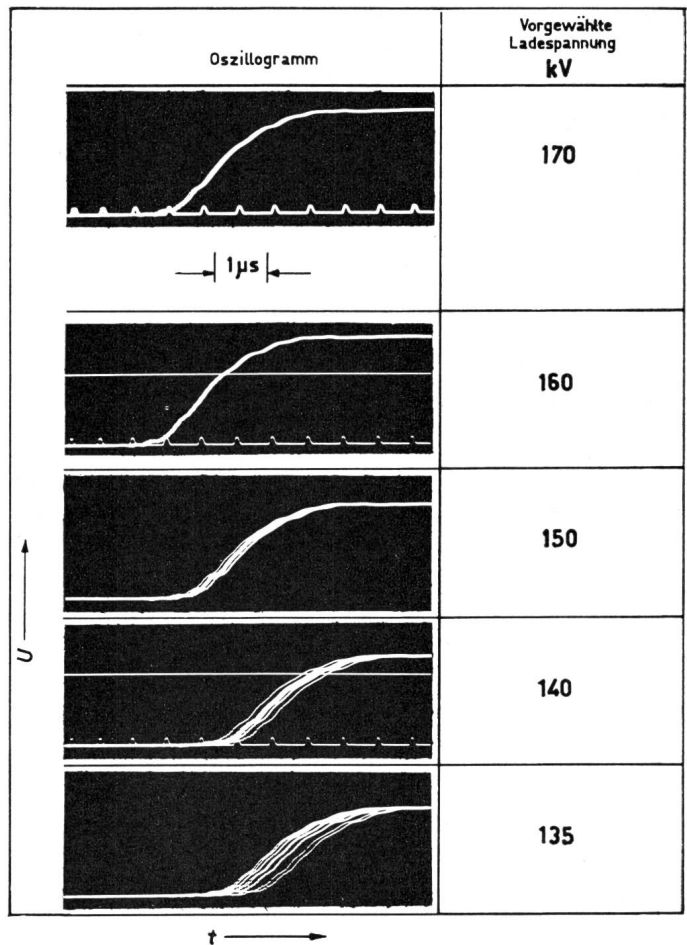 Oszillogramm
Vorgewählte
Ladespannung
kV
170
1µs
160
150
140
135
U
t